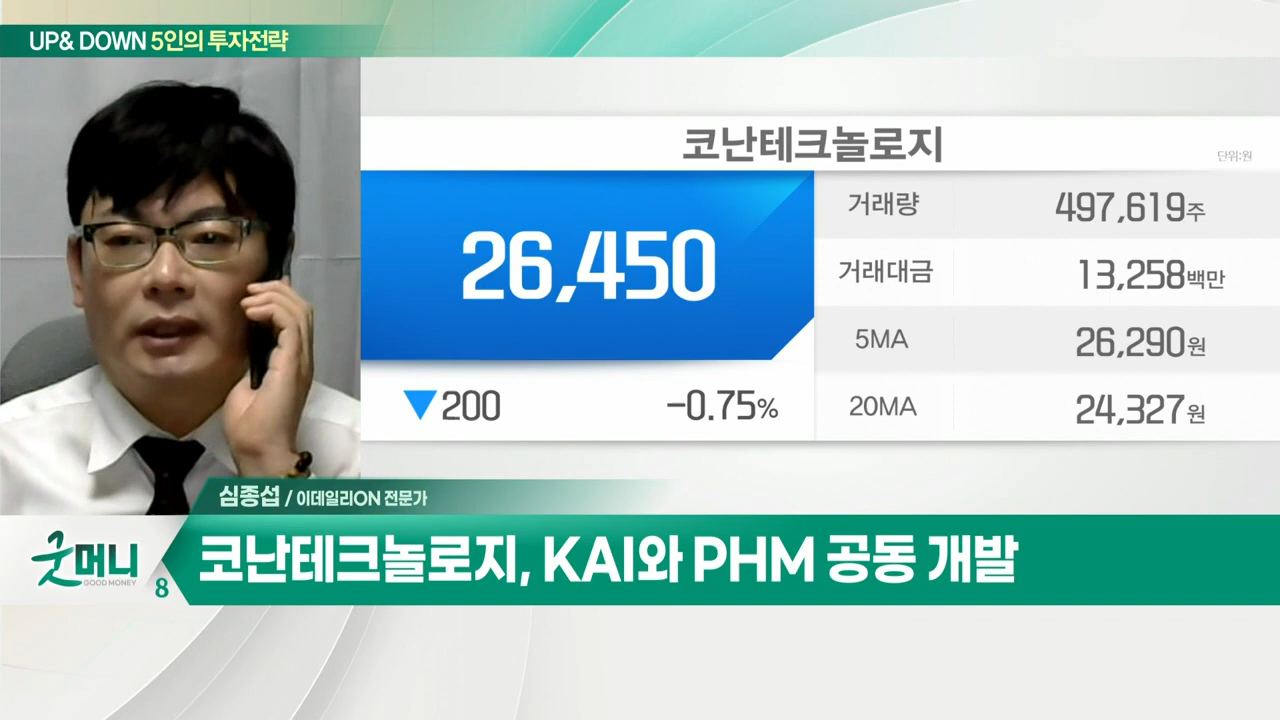 UP& DOWN 5인의 투자전략
코난테크놀로지
단위:원
26,450
▼200 -0.75%
거래량 497,619주
거래대금 13,258백만
5MA 26,290원
20MA 24,327원
심종섭 / 이데일리ON 전문가
굿머니
GOOD MONEY
8
코난테크놀로지, KAI와 PHM 공동 개발